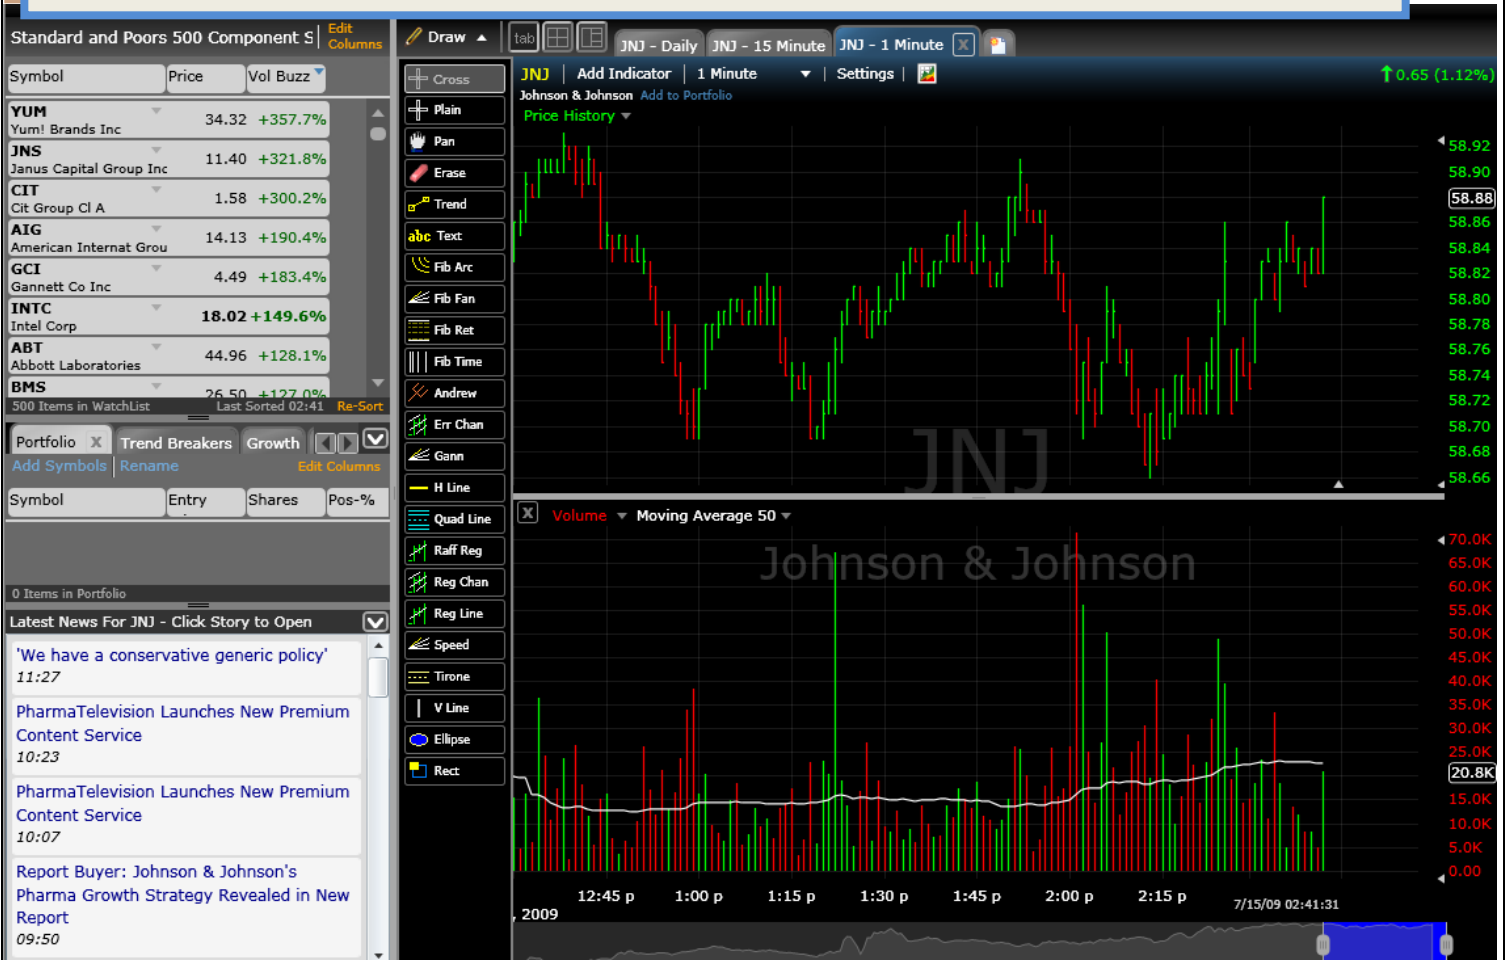 Standard and Poors 500 Component S
Edit
Columns
Symbol Price Vol Buzz
YUM
Yum! Brands Inc
34.32 +357.7%
JNS
Janus Capital Group Inc
11.40 +321.8%
CIT
Cit Group Cl A
1.58 +300.2%
AIG
American Internat Grou
14.13 +190.4%
GCI
Gannett Co Inc
4.49 +183.4%
INTC
Intel Corp
18.02 +149.6%
ABT
Abbott Laboratories
44.96 +128.1%
BMS
26.50 +127.0%
500 Items in WatchList Last Sorted 02:41 Re-Sort
Portfolio X Trend Breakers Growth
Add Symbols Rename Edit Columns
Symbol Entry Shares Pos-%
0 Items in Portfolio
Latest News For JNJ - Click Story to Open
'We have a conservative generic policy'
11:27
PharmaTelevision Launches New Premium
Content Service
10:23
PharmaTelevision Launches New Premium
Content Service
10:07
Report Buyer: Johnson & Johnson's
Pharma Growth Strategy Revealed in New
Report
09:50
Draw
Cross
Plain
Pan
Erase
Trend
abc Text
Fib Arc
Fib Fan
Fib Ret
Fib Time
Andrew
Err Chan
Gann
H Line
Quad Line
Raff Reg
Reg Chan
Reg Line
Speed
Tirone
V Line
Ellipse
Rect
tab JNJ - Daily JNJ - 15 Minute JNJ - 1 Minute X
JNJ Add Indicator 1 Minute Settings 0.65 (1.12%)
Johnson & Johnson Add to Portfolio
Price History
58.92
58.90
58.88
58.86
58.84
58.82
58.80
58.78
58.76
58.74
58.72
58.70
58.68
58.66
JNJ
X Volume Moving Average 50
Johnson & Johnson
70.0K
65.0K
60.0K
55.0K
50.0K
45.0K
40.0K
35.0K
30.0K
25.0K
20.8K
15.0K
10.0K
5.0K
0.00
12:45 p 1:00 p 1:15 p 1:30 p 1:45 p 2:00 p 2:15 p 7/15/09 02:41:31
, 2009